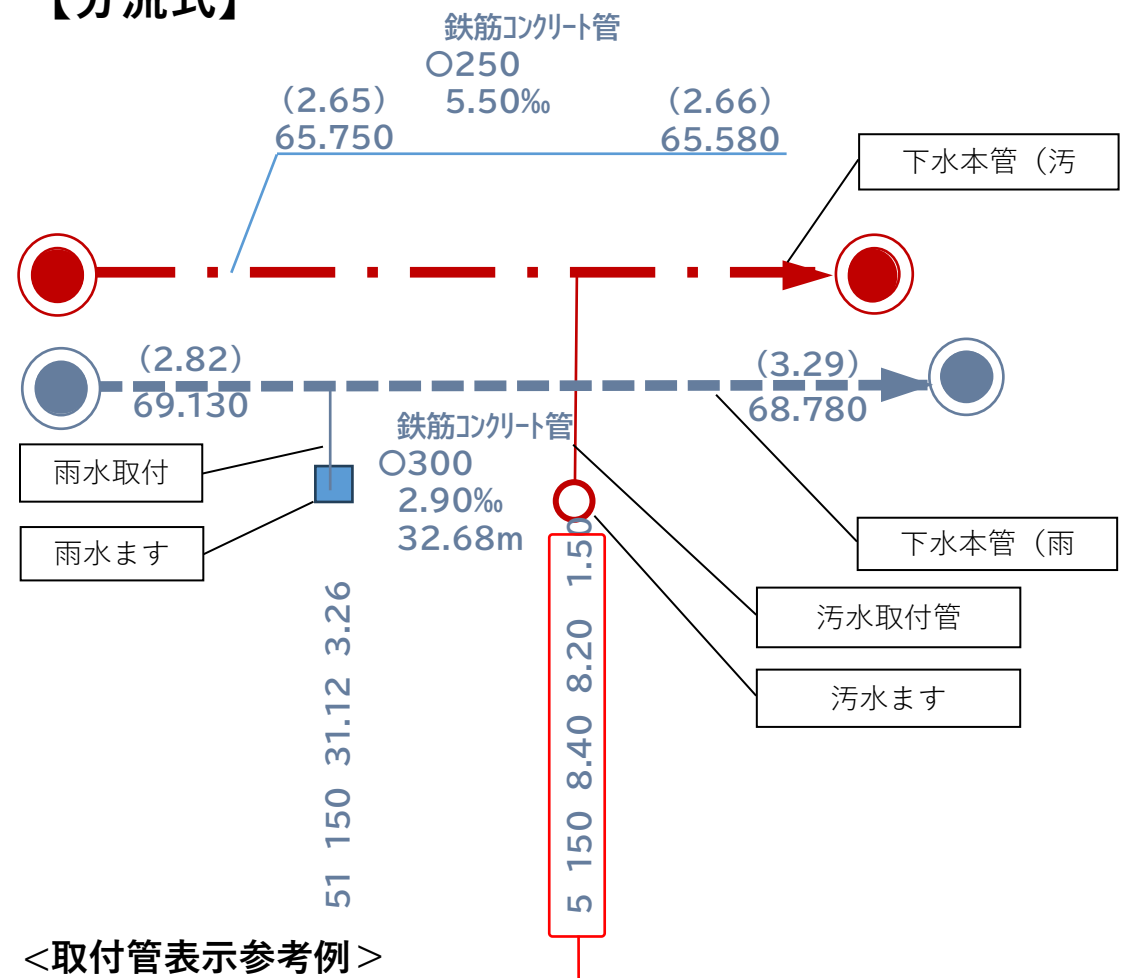 【分流式】
鉄筋コンクリート管
○250
5.50‰
(2.65)
65.750
(2.66)
65.580
下水本管（汚
(2.82)
69.130
(3.29)
68.780
鉄筋コンクリート管
○300
2.90‰
32.68m
雨水取付
雨水ます
下水本管（雨
汚水取付管
汚水ます
51 150 31.12 3.26
5 150 8.40 8.20 1.50
<取付管表示参考例>